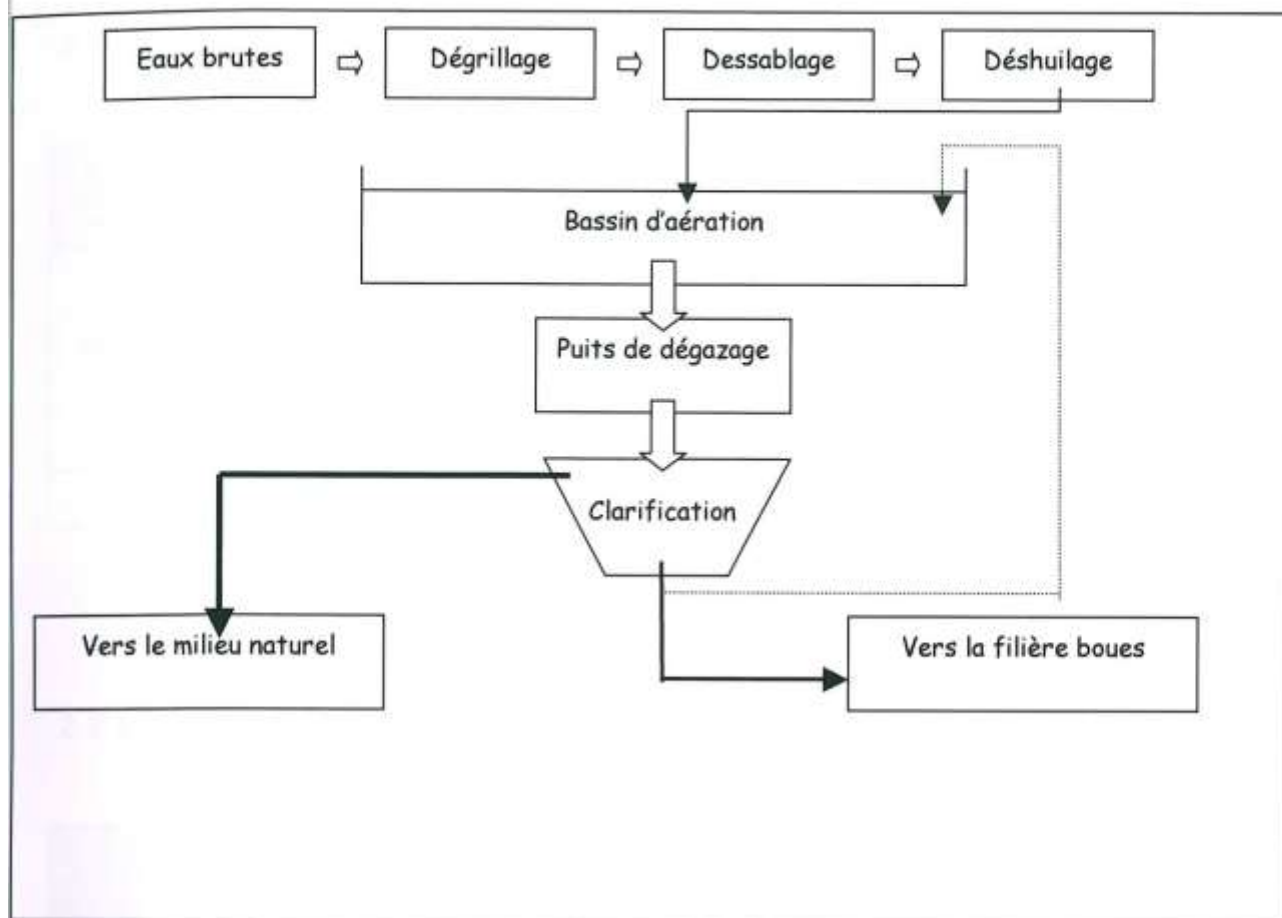 Eaux brutes
Dégrillage
Dessablage
Déshuilage
Bassin d'aération
Puits de dégazage
Clarification
Vers le milieu naturel
Vers la filière boues